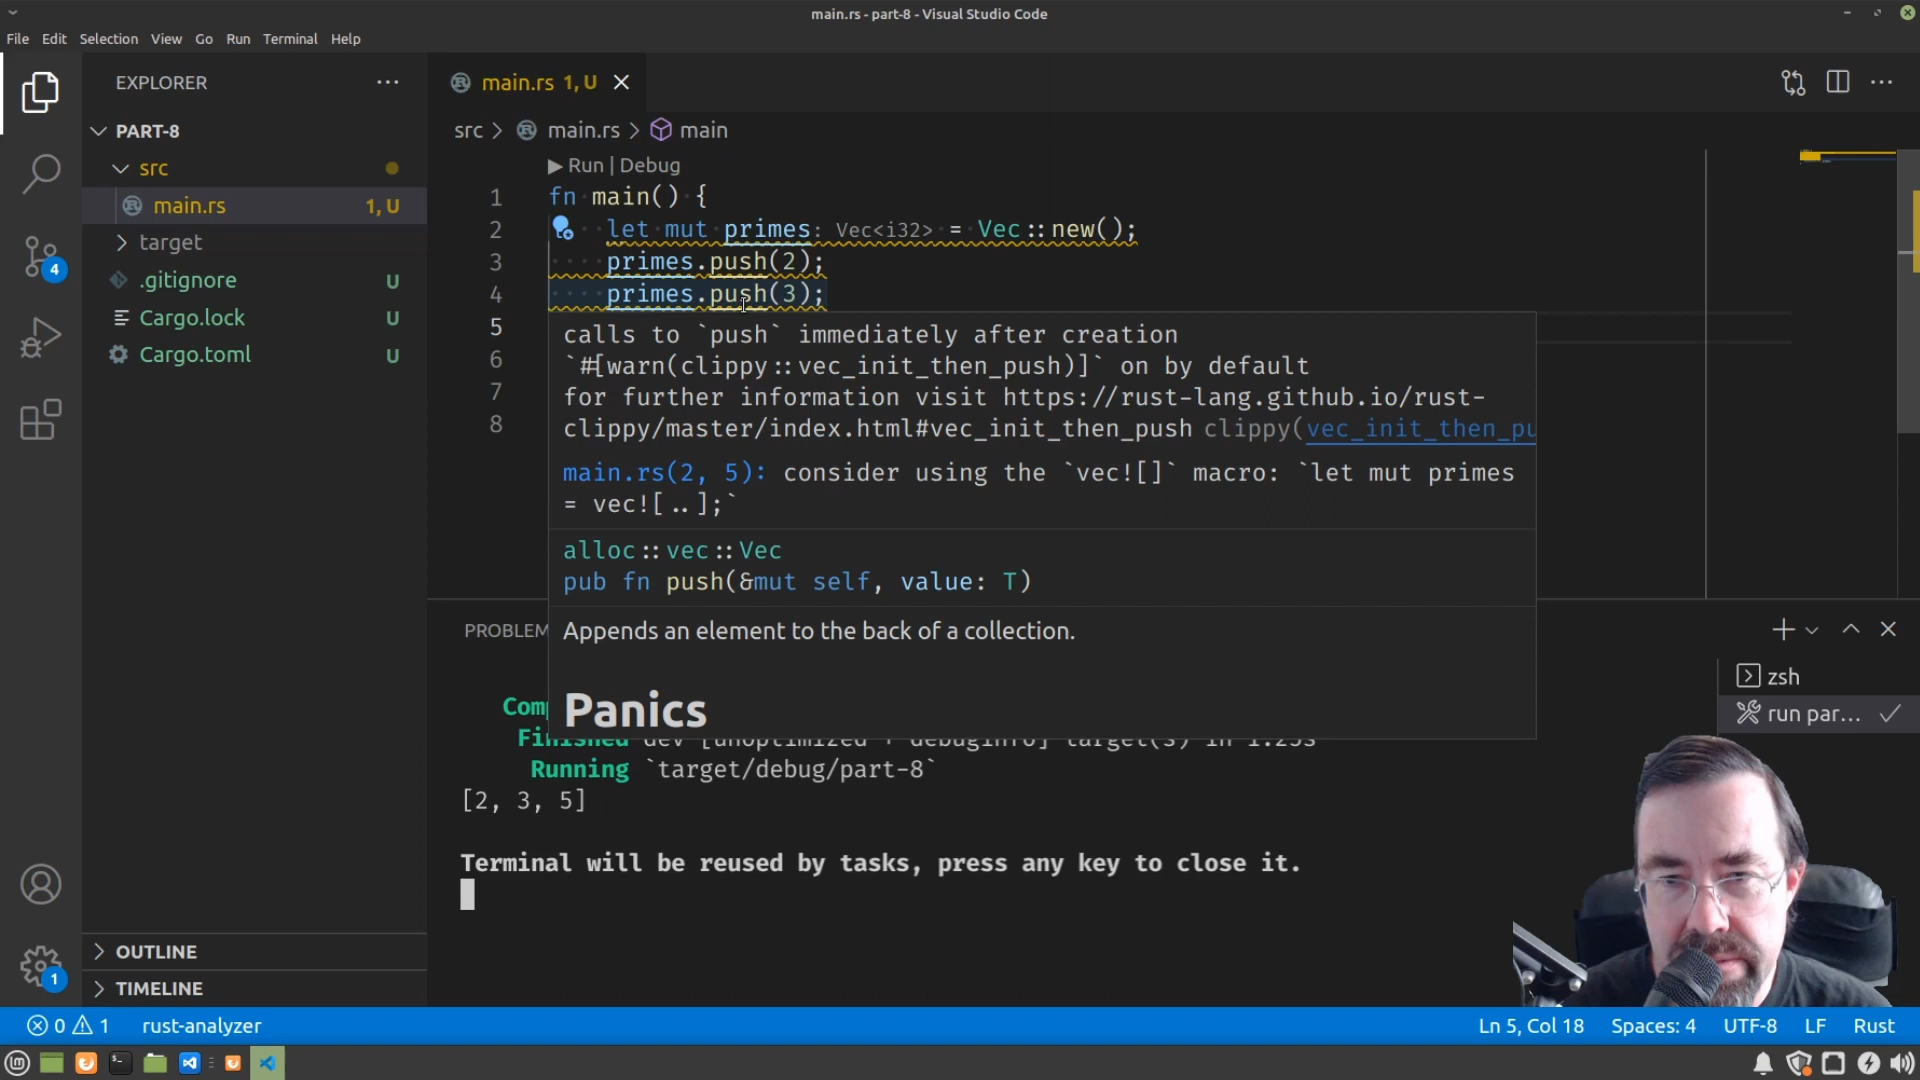 main.rs - part-8 - Visual Studio Code
File Edit Selection View Go Run Terminal Help
EXPLORER
main.rs 1, U
PART-8
src > main.rs > main
src
Run | Debug
main.rs 1, U
1 fn main() {
target
2 let mut primes: Vec<i32> = Vec::new();
.gitignore U
3 primes.push(2);
Cargo.lock U
4 primes.push(3);
Cargo.toml U
5
6
7
8
calls to `push` immediately after creation
`#[warn(clippy::vec_init_then_push)]` on by default
for further information visit https://rust-lang.github.io/rust-
clippy/master/index.html#vec_init_then_push clippy(vec_init_then_pu
main.rs(2, 5): consider using the `vec![]` macro: `let mut primes
= vec![..];`
alloc::vec::Vec
pub fn push(&mut self, value: T)
Appends an element to the back of a collection.
Panics
PROBLEM
zsh
run par...
Comp
Finished dev [unoptimized + debuginfo] target(s) in 1.25s
Running `target/debug/part-8`
[2, 3, 5]
Terminal will be reused by tasks, press any key to close it.
OUTLINE
TIMELINE
4
1
0 1 rust-analyzer Ln 5, Col 18 Spaces: 4 UTF-8 LF Rust